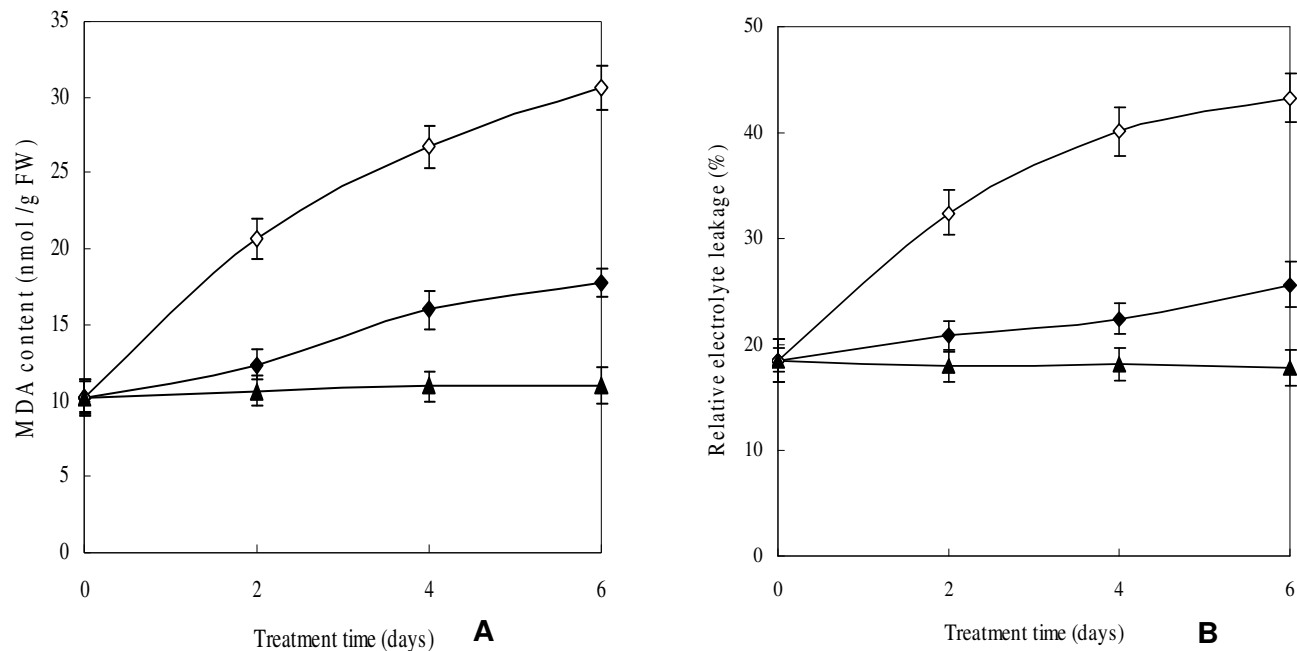 35
30
25
20
15
10
5
0
MDA content (nmol /g FW)
0 2 4 6
Treatment time (days)
A
50
40
30
20
10
0
Relative electrolyte leakage (%)
0 2 4 6
Treatment time (days)
B